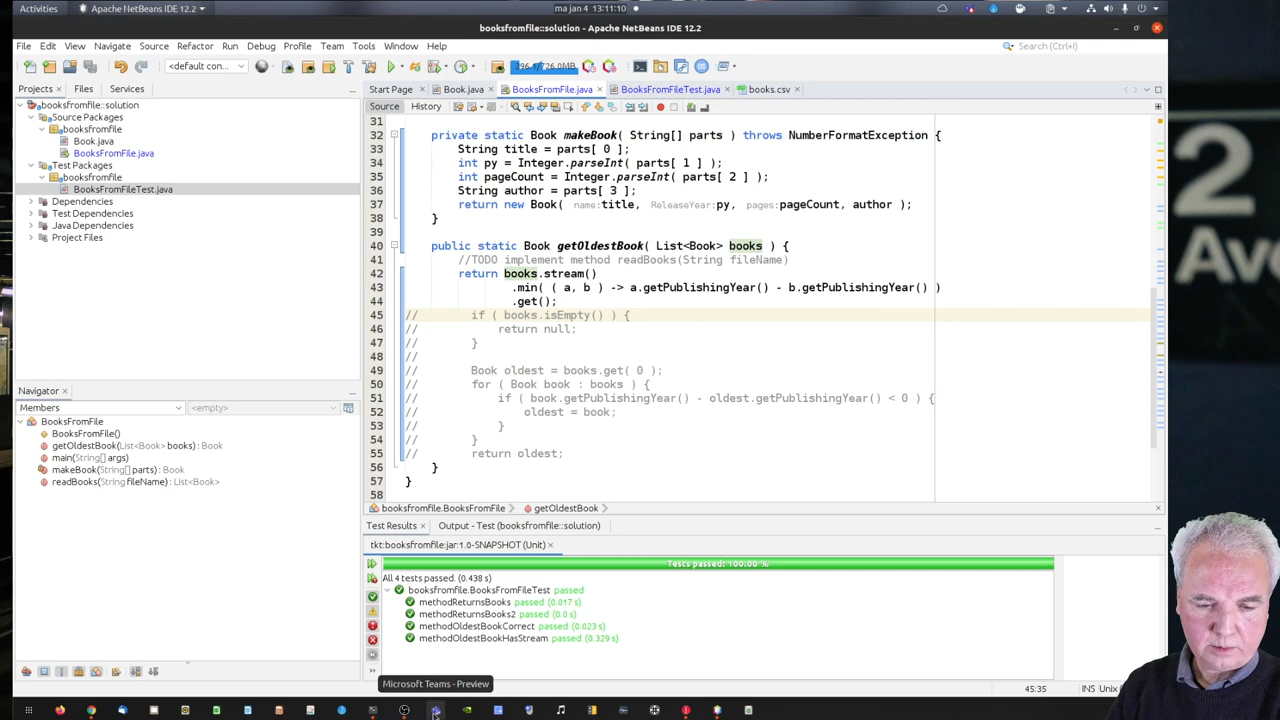 Activities
Apache NetBeans IDE 12.2
ma jan 4 13:11:10
booksfromfile::solution - Apache NetBeans IDE 12.2
File Edit View Navigate Source Refactor Run Debug Profile Team Tools Window Help
Search (Ctrl+I)
<default con...
296.1/726.0MB
Projects Files Services
Start Page Book.java BooksFromFile.java BooksFromFileTest.java books.csv
Source History
booksfromfile::solution
Source Packages
booksfromfile
Book.java
BooksFromFile.java
Test Packages
booksfromfile
BooksFromFileTest.java
Dependencies
Test Dependencies
Java Dependencies
Project Files
31
32 private static Book makeBook( String[] parts ) throws NumberFormatException {
33 String title = parts[ 0 ];
34 int py = Integer.parseInt( parts[ 1 ] );
35 int pageCount = Integer.parseInt( parts[ 2 ] );
36 String author = parts[ 3 ];
37 return new Book( name:title, ReleaseYear:py, pages:pageCount, author );
38 }
39
40 public static Book getOldestBook( List<Book> books ) {
41 //TODO implement method readBooks(String fileName)
42 return books.stream()
43 .min( ( a, b ) -> a.getPublishingYear() - b.getPublishingYear() )
44 .get();
45 // if ( books.isEmpty() ) {
46 // return null;
47 // }
48 //
49 // Book oldest = books.get( 0 );
50 // for ( Book book : books ) {
51 // if ( book.getPublishingYear() - oldest.getPublishingYear() < 0 ) {
52 // oldest = book;
53 // }
54 // }
55 // return oldest;
56 }
57 }
58
Navigator
Members
<empty>
BooksFromFile
BooksFromFile()
getOldestBook(List<Book> books) : Book
main(String[] args)
makeBook(String[] parts) : Book
readBooks(String fileName) : List<Book>
booksfromfile.BooksFromFile getOldestBook
Test Results Output - Test (booksfromfile::solution)
tkt:booksfromfile:jar:1.0-SNAPSHOT (Unit)
Tests passed: 100.00 %
All 4 tests passed. (0.438 s)
booksfromfile.BooksFromFileTest passed
methodReturnsBooks passed (0.017 s)
methodReturnsBooks2 passed (0.0 s)
methodOldestBookCorrect passed (0.023 s)
methodOldestBookHasStream passed (0.329 s)
Microsoft Teams - Preview
45:35
INS Unix
2
Av